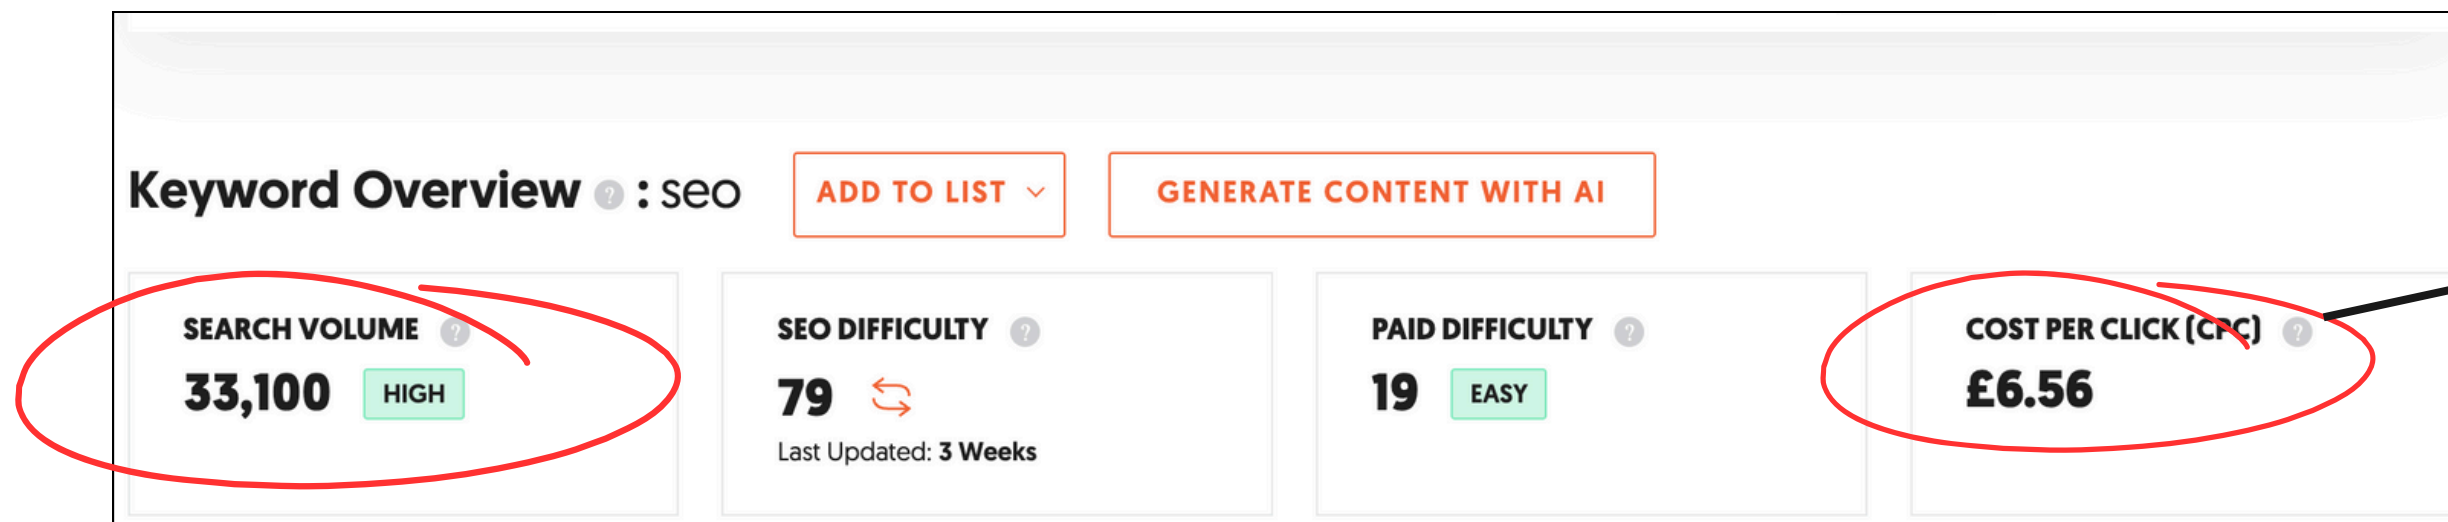 Keyword Overview ? : seo
ADD TO LIST
GENERATE CONTENT WITH AI
SEARCH VOLUME ?
33,100 HIGH
SEO DIFFICULTY ?
79
Last Updated: 3 Weeks
PAID DIFFICULTY ?
19 EASY
COST PER CLICK (CPC) ?
£6.56